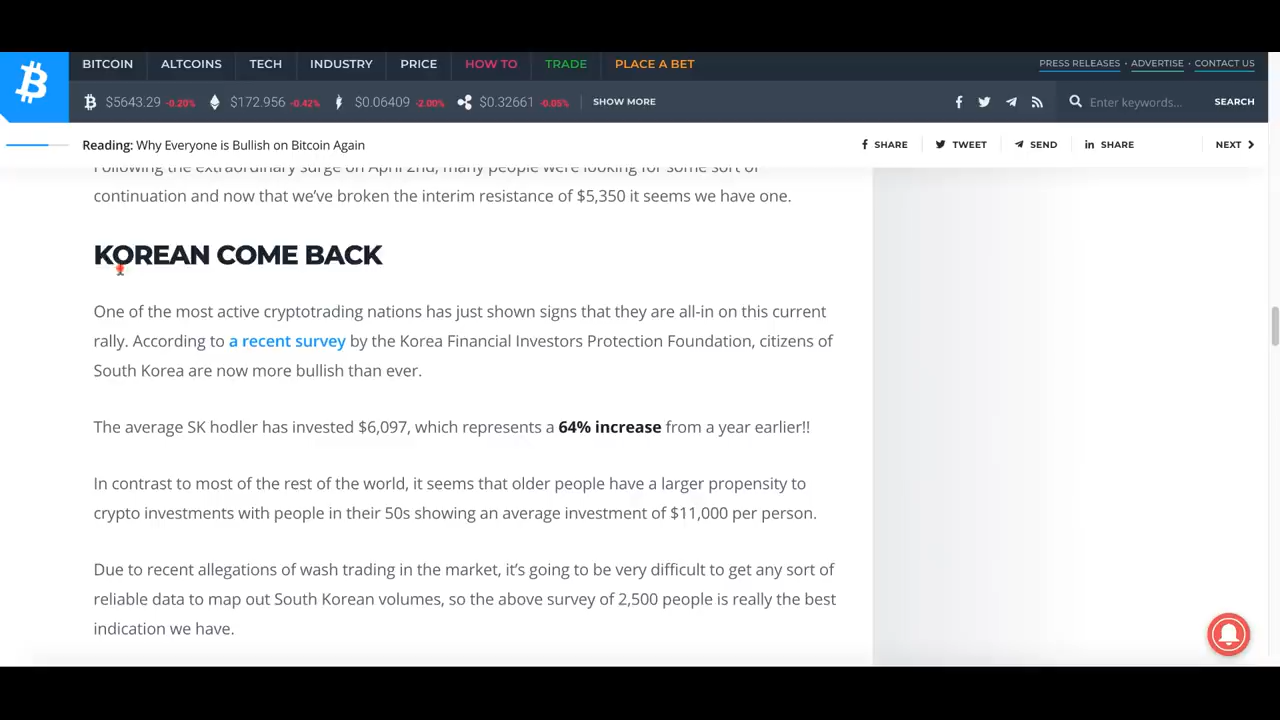 BITCOIN ALTCOINS TECH INDUSTRY PRICE HOW TO TRADE PLACE A BET PRESS RELEASES · ADVERTISE · CONTACT US
$5643.29 -0.20% $172.956 -0.42% $0.06409 -2.00% $0.32661 -0.05% SHOW MORE Enter keywords... SEARCH
Reading: Why Everyone is Bullish on Bitcoin Again SHARE TWEET SEND SHARE NEXT
Following the extraordinary surge on April 2nd, many people were looking for some sort of
continuation and now that we've broken the interim resistance of $5,350 it seems we have one.
KOREAN COME BACK
One of the most active cryptotrading nations has just shown signs that they are all-in on this current
rally. According to a recent survey by the Korea Financial Investors Protection Foundation, citizens of
South Korea are now more bullish than ever.
The average SK hodler has invested $6,097, which represents a 64% increase from a year earlier!!
In contrast to most of the rest of the world, it seems that older people have a larger propensity to
crypto investments with people in their 50s showing an average investment of $11,000 per person.
Due to recent allegations of wash trading in the market, it's going to be very difficult to get any sort of
reliable data to map out South Korean volumes, so the above survey of 2,500 people is really the best
indication we have.